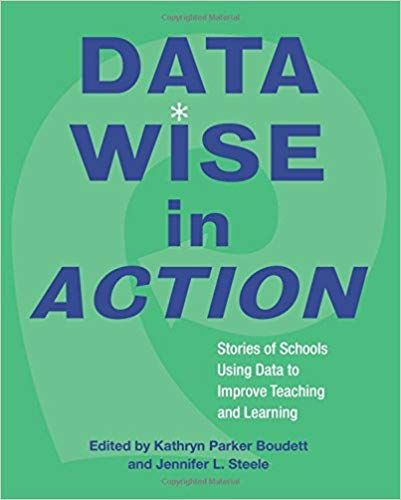 DATA
WiSE
in
ACTION
Stories of Schools
Using Data to
Improve Teaching
and Learning
Edited by Kathryn Parker Boudett
and Jennifer L. Steele